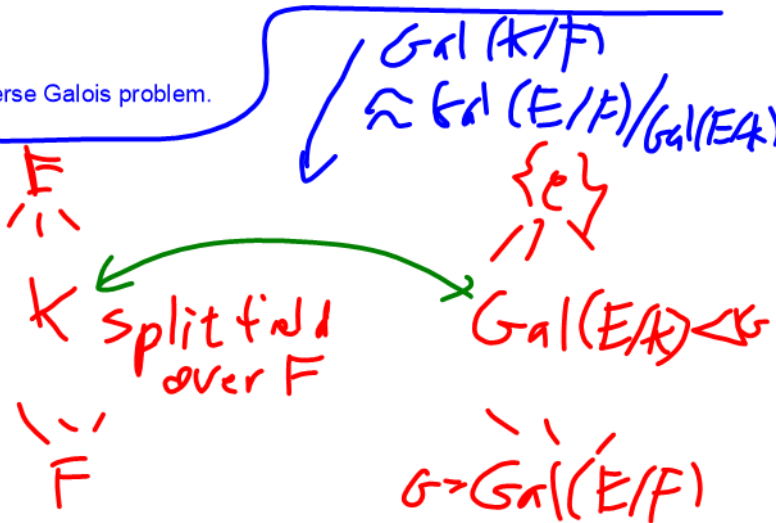 Gal (K/F)
erse Galois problem.
≈ Gal (E/F)/Gal(E/K)
E
{e}
K split field
over F
Gal(E/K) ◁ G
F
G > Gal(E/F)